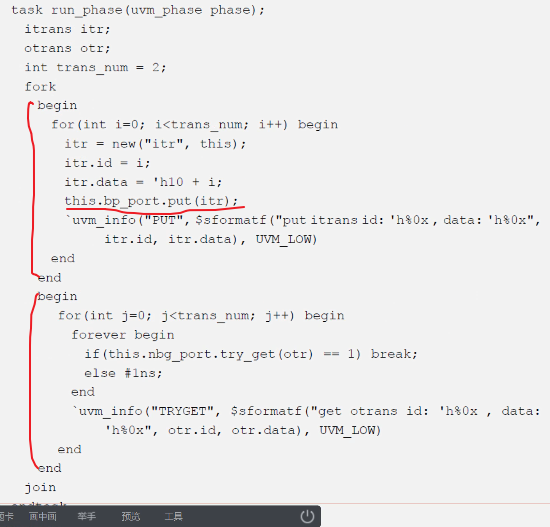 task run_phase(uvm_phase phase);
itrans itr;
otrans otr;
int trans_num = 2;
fork
begin
for(int i=0; i<trans_num; i++) begin
itr = new("itr", this);
itr.id = i;
itr.data = 'h10 + i;
this.bp_port.put(itr);
`uvm_info("PUT", $sformatf("put itrans id: 'h%0x , data: 'h%0x",
itr.id, itr.data), UVM_LOW)
end
end
begin
for(int j=0; j<trans_num; j++) begin
forever begin
if(this.nbg_port.try_get(otr) == 1) break;
else #1ns;
end
`uvm_info("TRYGET", $sformatf("get otrans id: 'h%0x , data:
'h%0x", otr.id, otr.data), UVM_LOW)
end
end
join
画中画 举手 预览 工具